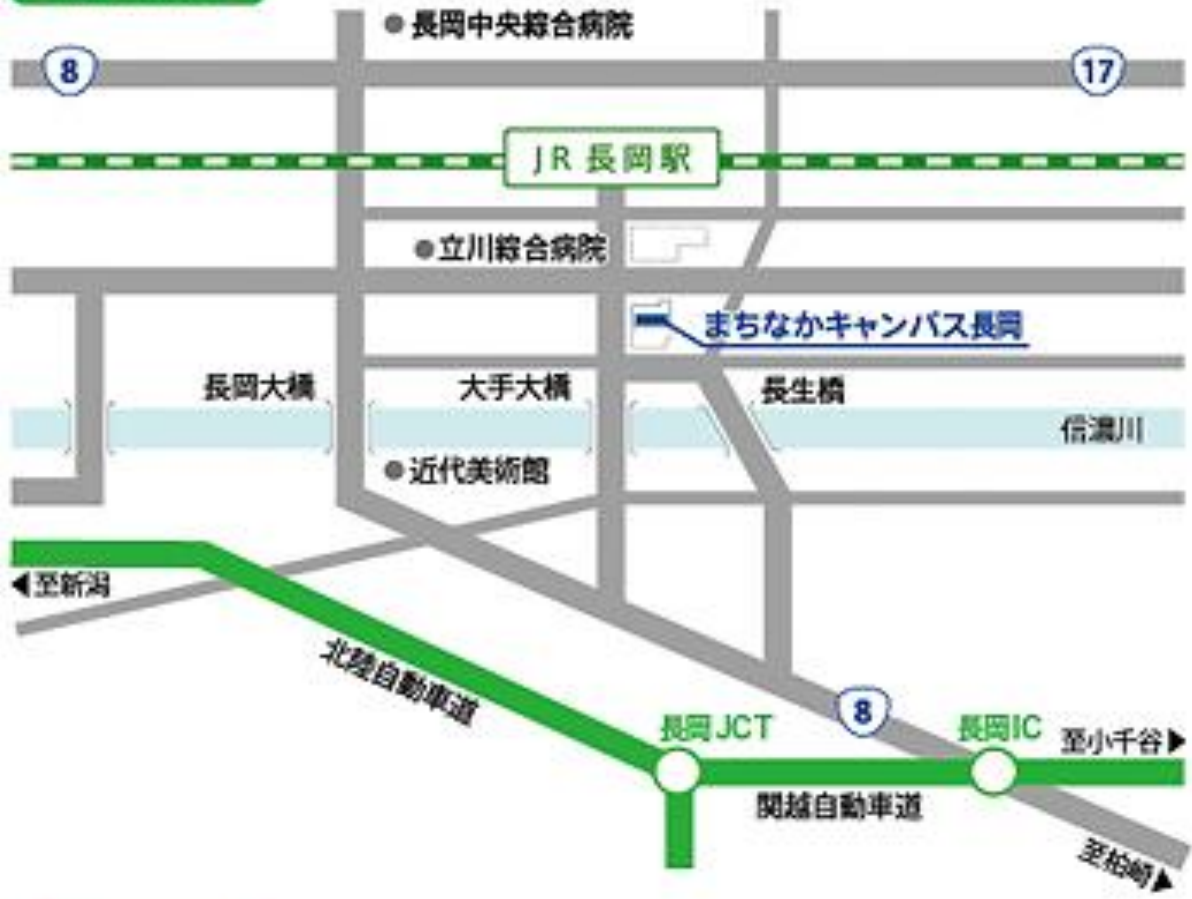 長岡中央綜合病院
8
17
JR 長岡駅
立川綜合病院
まちなかキャンパス長岡
長岡大橋
大手大橋
長生橋
信濃川
近代美術館
◀至新潟
北陸自動車道
長岡JCT
8
長岡IC
至小千谷▶
関越自動車道
至柏崎▶